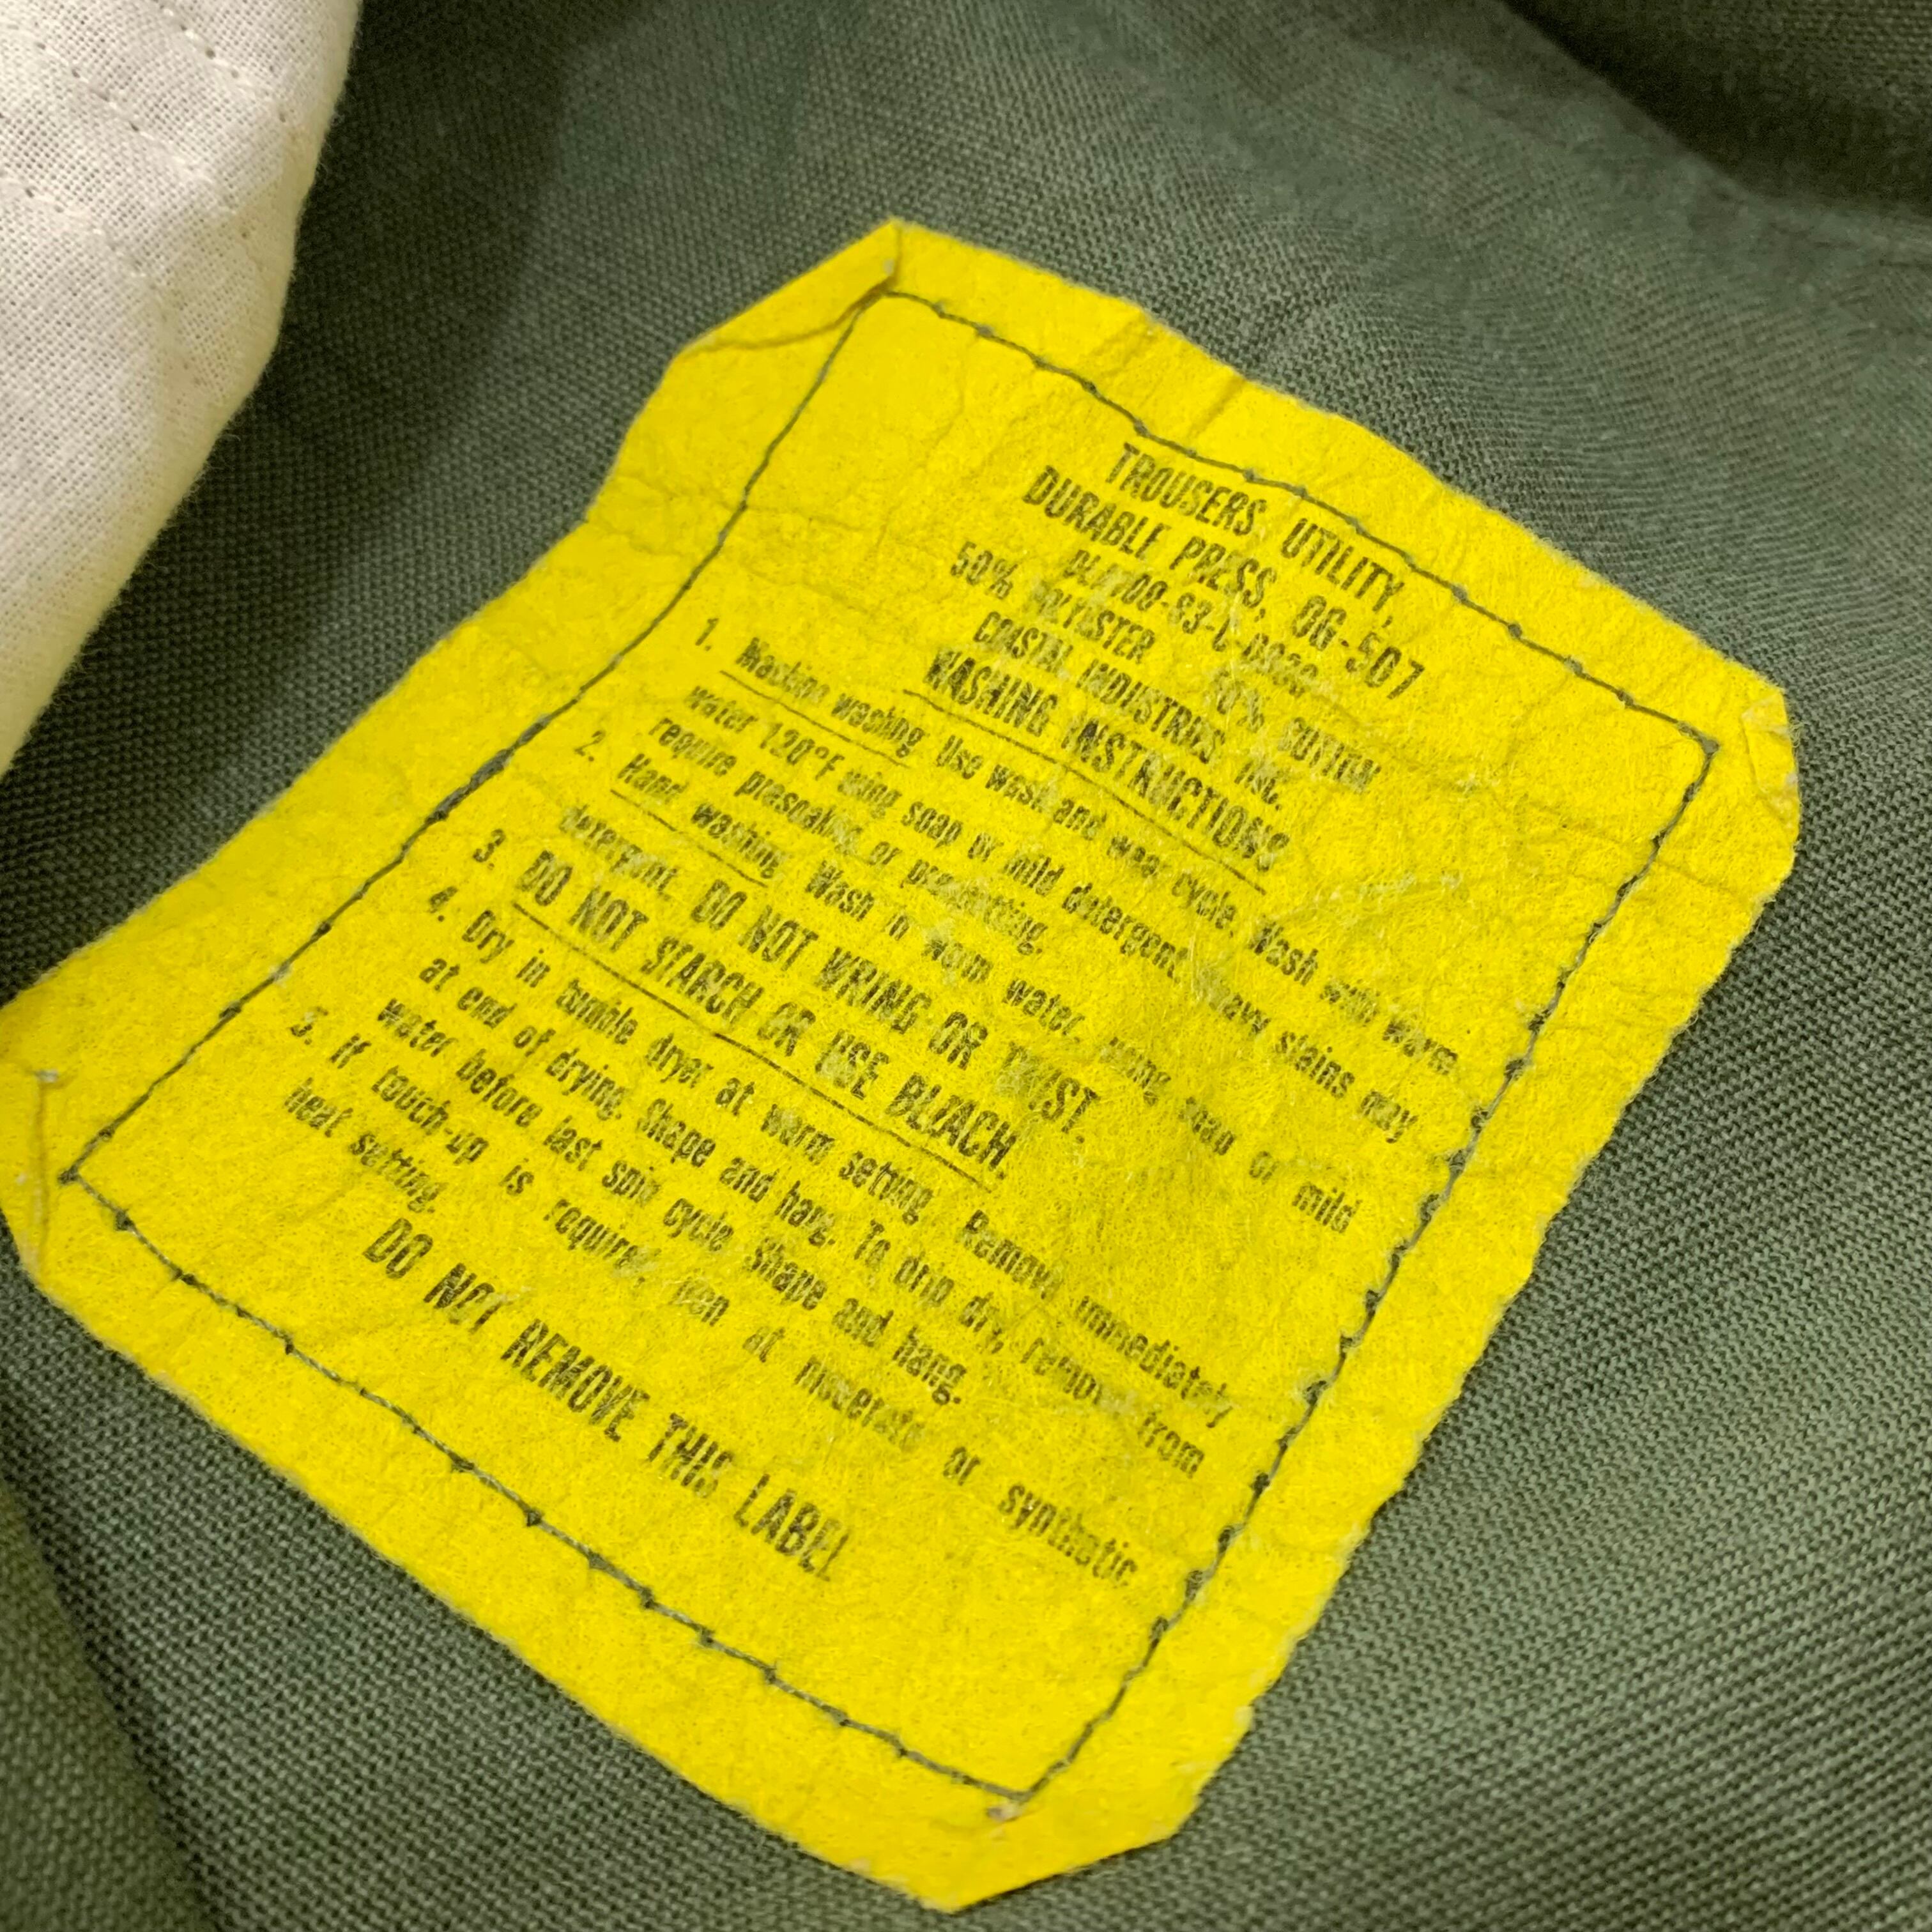 TROUSERS, UTILITY,
DURABLE PRESS, OG-507
50% POLYESTER 50% COTTON
COASTAL INDUSTRIES INC.
WASHING INSTRUCTIONS
1. Machine washing. Use wash and wear cycle. Wash with warm
water 120°F using soap or mild detergent. Heavy stains may
require presoaking or prespotting.
2. Hand washing. Wash in warm water, using soap or mild
detergent. DO NOT WRING OR TWIST.
3. DO NOT STARCH OR USE BLEACH.
4. Dry in tumble dryer at warm setting. Remove immediately
at end of drying. Shape and hang. To drip dry, remove from
water before last spin cycle. Shape and hang.
5. If touch-up is required, iron at moderate or synthetic
heat setting.
DO NOT REMOVE THIS LABEL